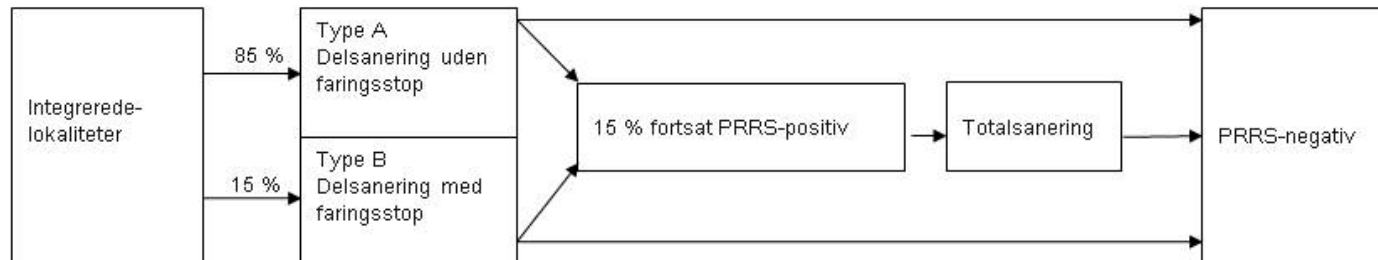 Integrerede-
lokaliteter
85 %
15 %
Type A
Delsanering uden
faringsstop
Type B
Delsanering med
faringsstop
15 % fortsat PRRS-positiv
Totalsanering
PRRS-negativ